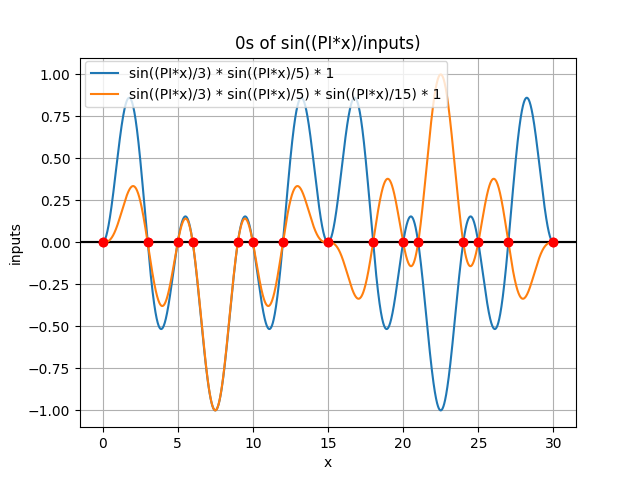 0s of sin((PI*x)/inputs)
sin((PI*x)/3) * sin((PI*x)/5) * 1
sin((PI*x)/3) * sin((PI*x)/5) * sin((PI*x)/15) * 1
1.00
0.75
0.50
0.25
0.00
−0.25
−0.50
−0.75
−1.00
inputs
0 5 10 15 20 25 30
x